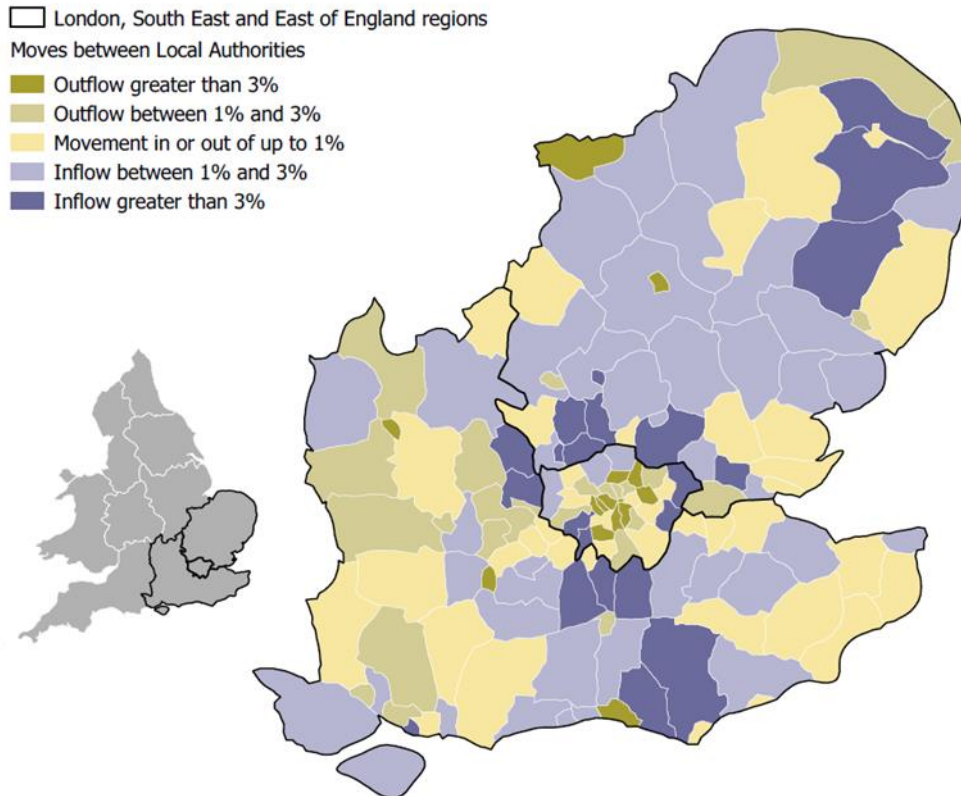 London, South East and East of England regions
Moves between Local Authorities
Outflow greater than 3%
Outflow between 1% and 3%
Movement in or out of up to 1%
Inflow between 1% and 3%
Inflow greater than 3%